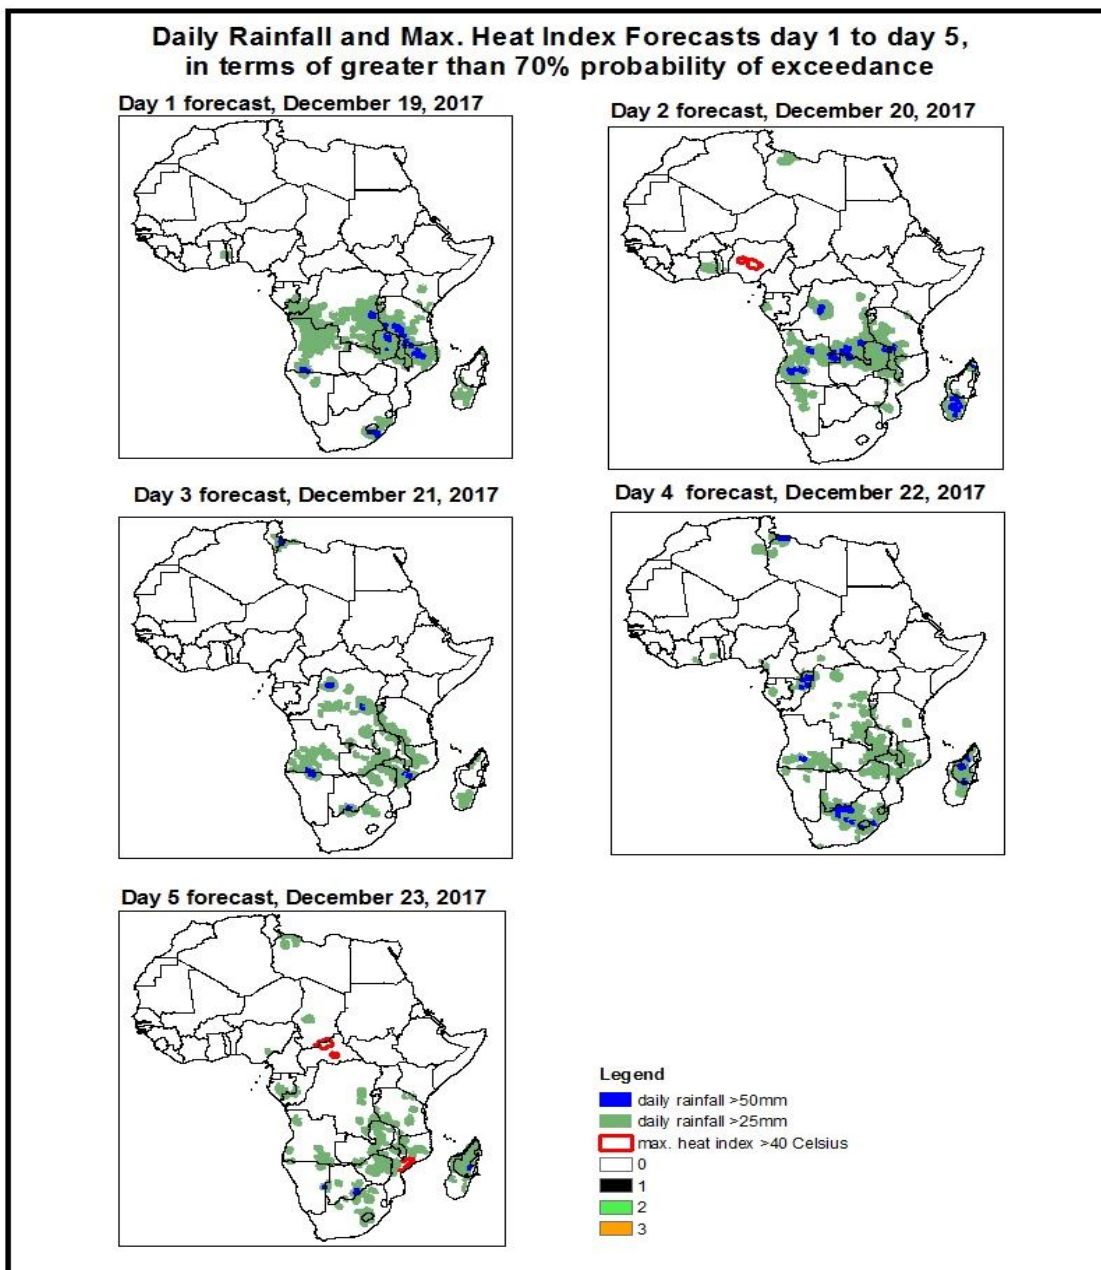 Daily Rainfall and Max. Heat Index Forecasts day 1 to day 5,
in terms of greater than 70% probability of exceedance
Day 1 forecast, December 19, 2017
Day 2 forecast, December 20, 2017
Day 3 forecast, December 21, 2017
Day 4 forecast, December 22, 2017
Day 5 forecast, December 23, 2017
Legend
daily rainfall >50mm
daily rainfall >25mm
max. heat index >40 Celsius
0
1
2
3